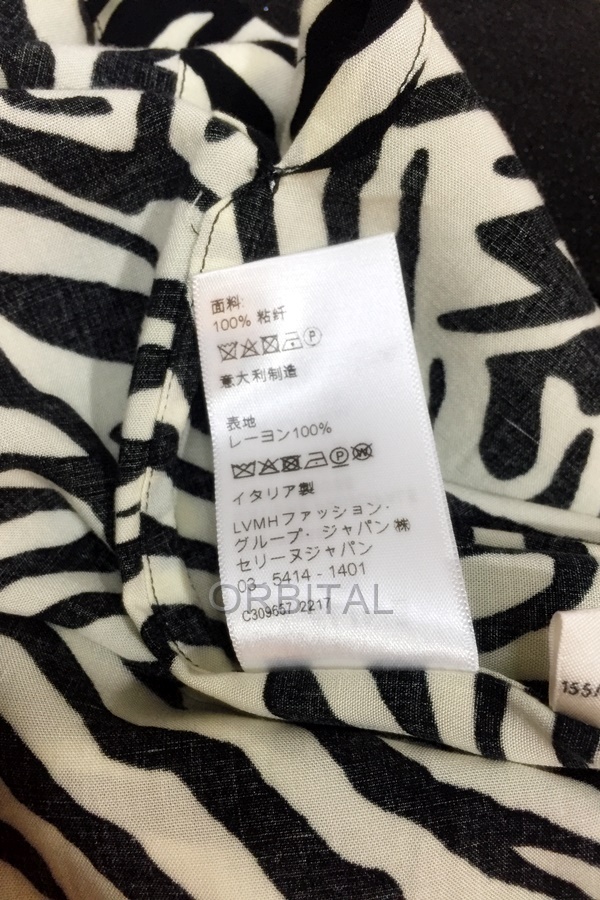 面料:
100% 粘纤
意大利制造
表地
レーヨン100%
イタリア製
LVMHファッション・
グループ・ジャパン㈱
セリーヌジャパン
03 - 5414 - 1401
C309657/2217
ORBITAL